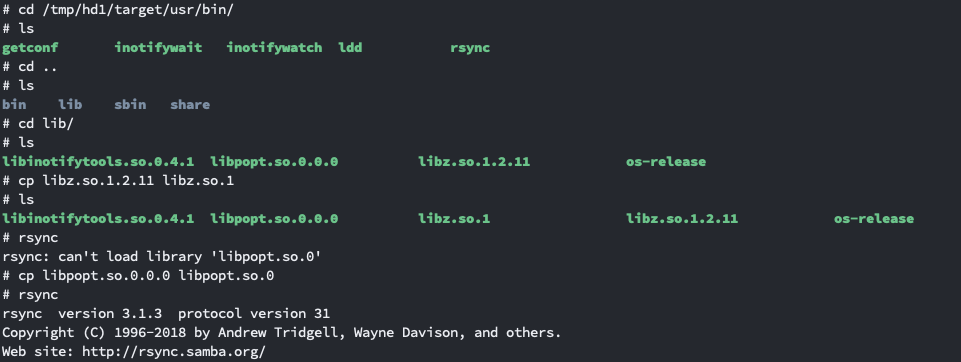 # cd /tmp/hd1/target/usr/bin/
# ls
getconf inotifywait inotifywatch ldd rsync
# cd ..
# ls
bin lib sbin share
# cd lib/
# ls
libinotifytools.so.0.4.1 libpopt.so.0.0.0 libz.so.1.2.11 os-release
# cp libz.so.1.2.11 libz.so.1
# ls
libinotifytools.so.0.4.1 libpopt.so.0.0.0 libz.so.1 libz.so.1.2.11 os-release
# rsync
rsync: can't load library 'libpopt.so.0'
# cp libpopt.so.0.0.0 libpopt.so.0
# rsync
rsync version 3.1.3 protocol version 31
Copyright (C) 1996-2018 by Andrew Tridgell, Wayne Davison, and others.
Web site: http://rsync.samba.org/